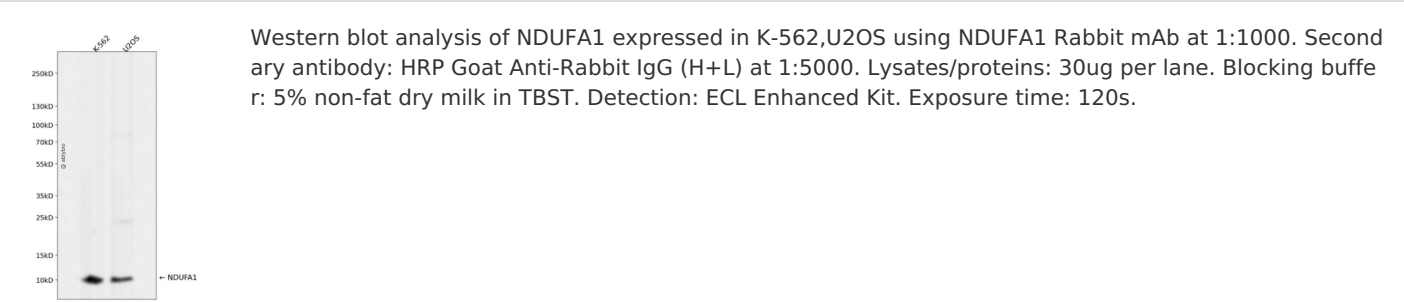 K-562 U2OS
250kD
130kD
100kD
70kD
55kD
35kD
25kD
15kD
10kD
← NDUFA1
Western blot analysis of NDUFA1 expressed in K-562,U2OS using NDUFA1 Rabbit mAb at 1:1000. Second
ary antibody: HRP Goat Anti-Rabbit IgG (H+L) at 1:5000. Lysates/proteins: 30ug per lane. Blocking buffe
r: 5% non-fat dry milk in TBST. Detection: ECL Enhanced Kit. Exposure time: 120s.